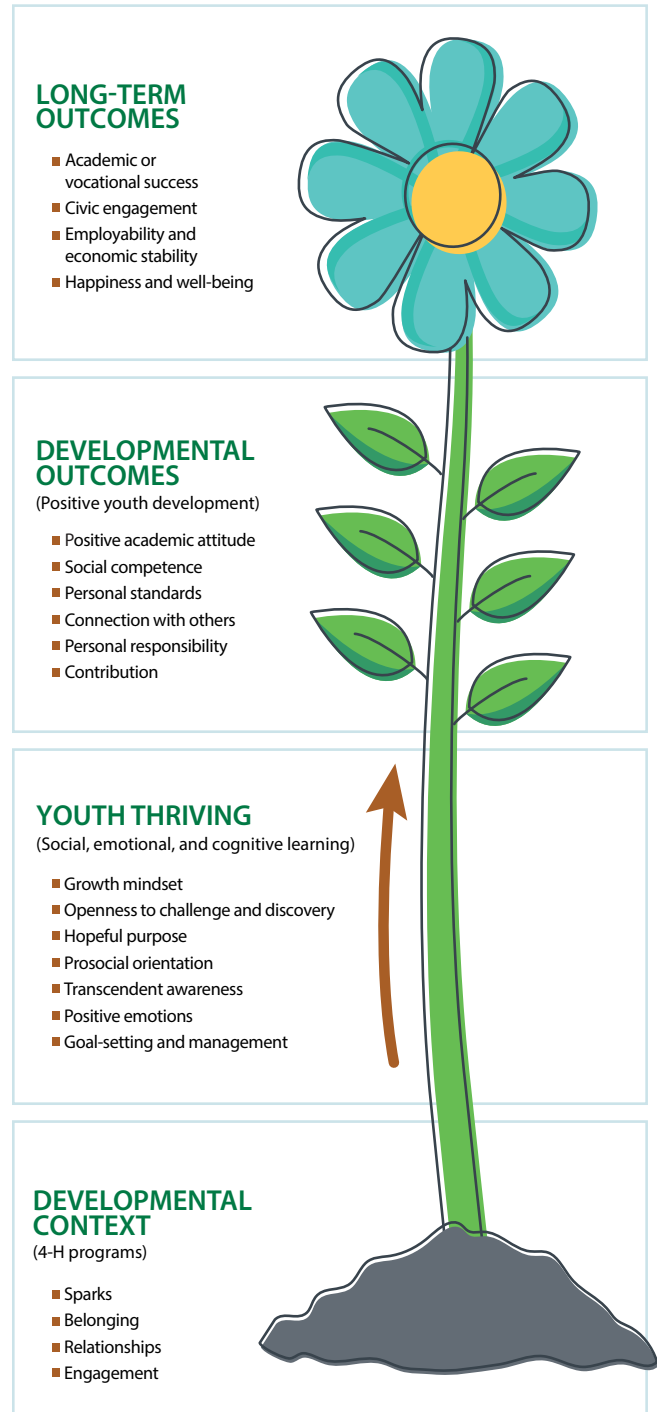 LONG-TERM
OUTCOMES
Academic or
vocational success
Civic engagement
Employability and
economic stability
Happiness and well-being
DEVELOPMENTAL
OUTCOMES
(Positive youth development)
Positive academic attitude
Social competence
Personal standards
Connection with others
Personal responsibility
Contribution
YOUTH THRIVING
(Social, emotional, and cognitive learning)
Growth mindset
Openness to challenge and discovery
Hopeful purpose
Prosocial orientation
Transcendent awareness
Positive emotions
Goal-setting and management
DEVELOPMENTAL
CONTEXT
(4-H programs)
Sparks
Belonging
Relationships
Engagement